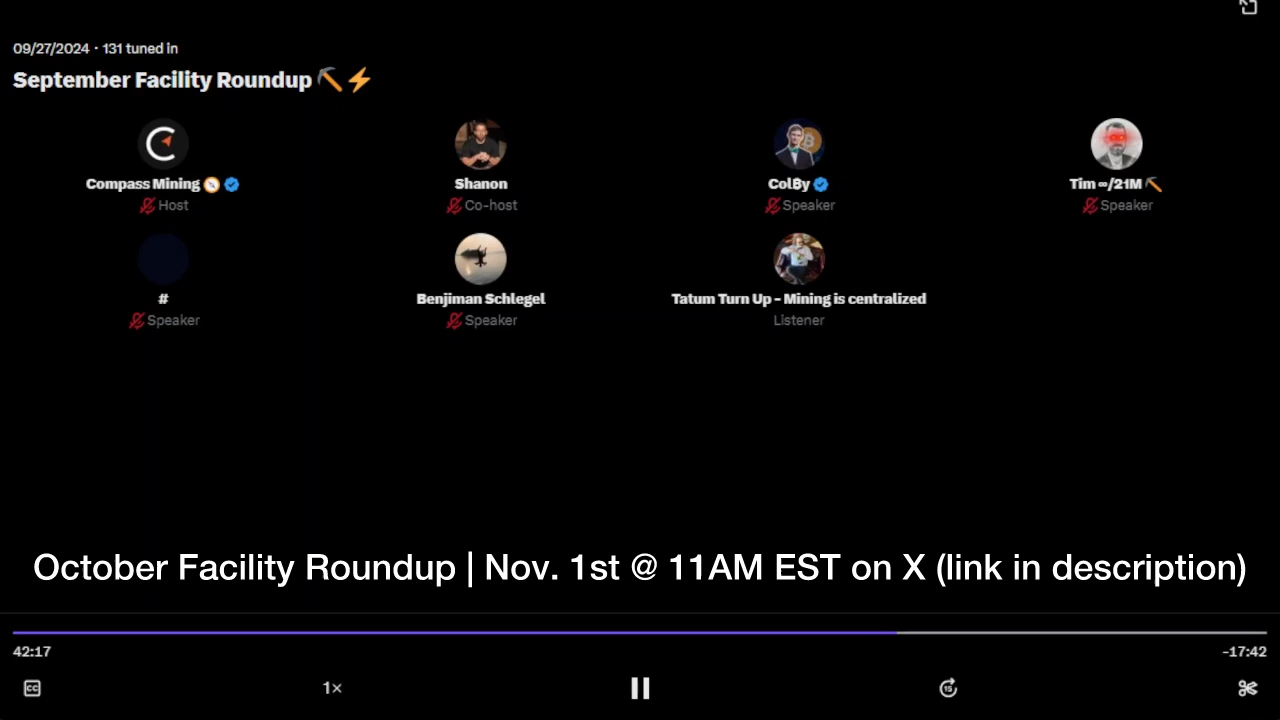 09/27/2024 · 131 tuned in
September Facility Roundup ⛏️⚡
Compass Mining 🧭
Host
Shanon
Co-host
ColBy
Speaker
Tim ∞/21M ⛏️
Speaker
#
Speaker
Benjiman Schlegel
Speaker
Tatum Turn Up - Mining is centralized
Listener
October Facility Roundup | Nov. 1st @ 11AM EST on X (link in description)
42:17
-17:42
CC
1×
15